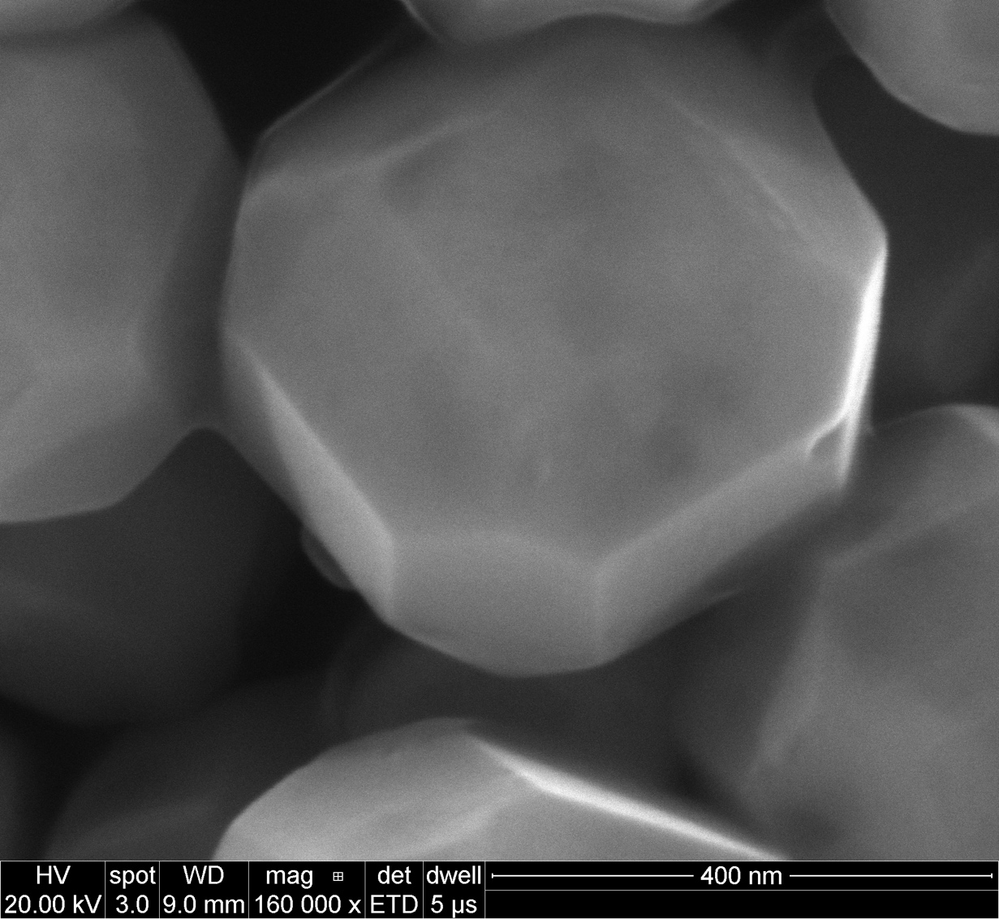 HV spot WD mag ⊞ det dwell 400 nm
20.00 kV 3.0 9.0 mm 160 000 x ETD 5 µs